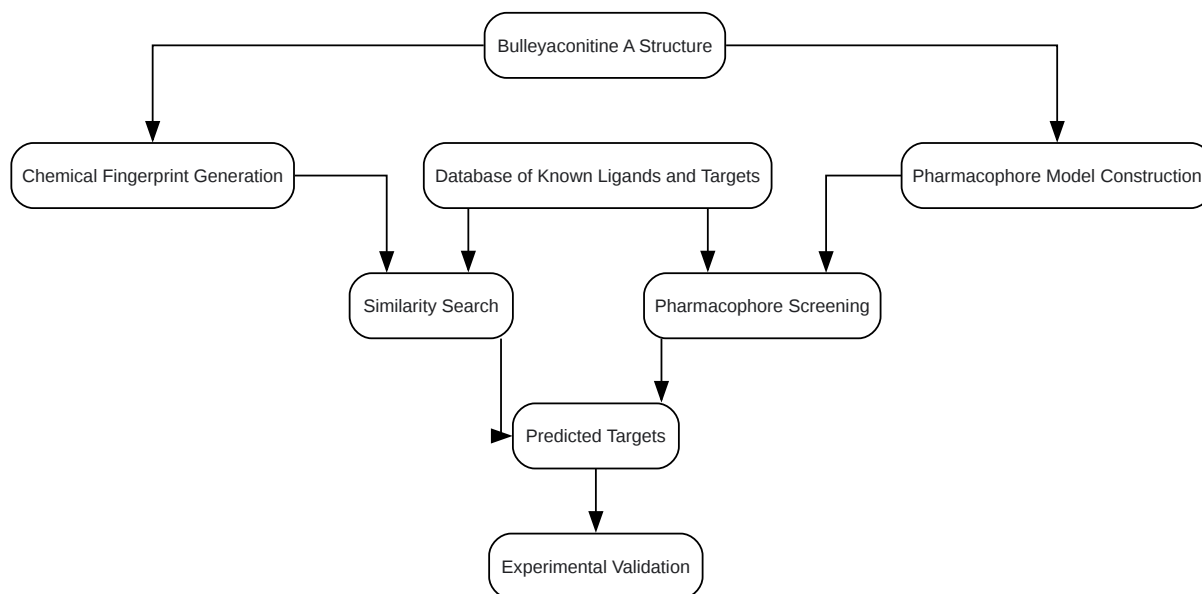 Bulleyaconitine A Structure
Chemical Fingerprint Generation
Database of Known Ligands and Targets
Pharmacophore Model Construction
Similarity Search
Pharmacophore Screening
Predicted Targets
Experimental Validation